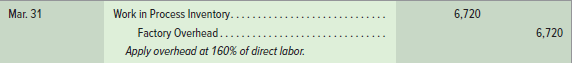 Mar. 31 Work in Process Inventory. . . . . . . . . . . . . . . . . . . . . . . . . . . . 6,720
Factory Overhead. . . . . . . . . . . . . . . . . . . . . . . . . . . . . . 6,720
Apply overhead at 160% of direct labor.